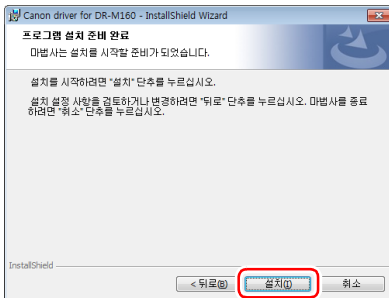 Canon driver for DR-M160 - InstallShield Wizard
프로그램 설치 준비 완료
마법사는 설치를 시작할 준비가 되었습니다.
설치를 시작하려면 "설치" 단추를 누르십시오.
설치 설정 사항을 검토하거나 변경하려면 "뒤로" 단추를 누르십시오. 마법사를 종료
하려면 "취소" 단추를 누르십시오.
InstallShield
< 뒤로(B) 설치(I) 취소